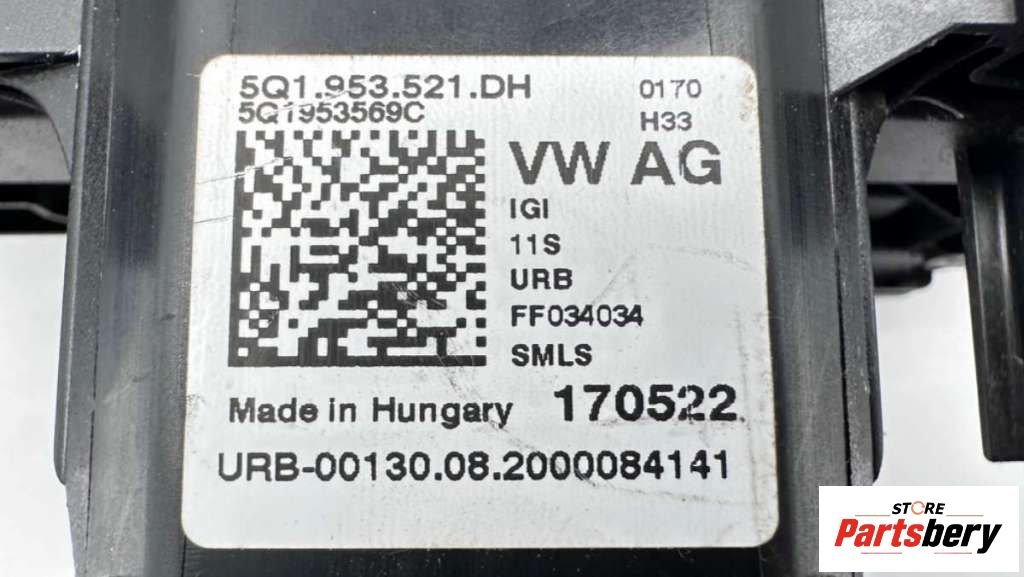 5Q1.953.521.DH 0170
5Q1953569C H33
VW AG
IGI
11S
URB
FF034034
SMLS
Made in Hungary 170522
URB-00130.08.2000084141
STORE
Partsbery